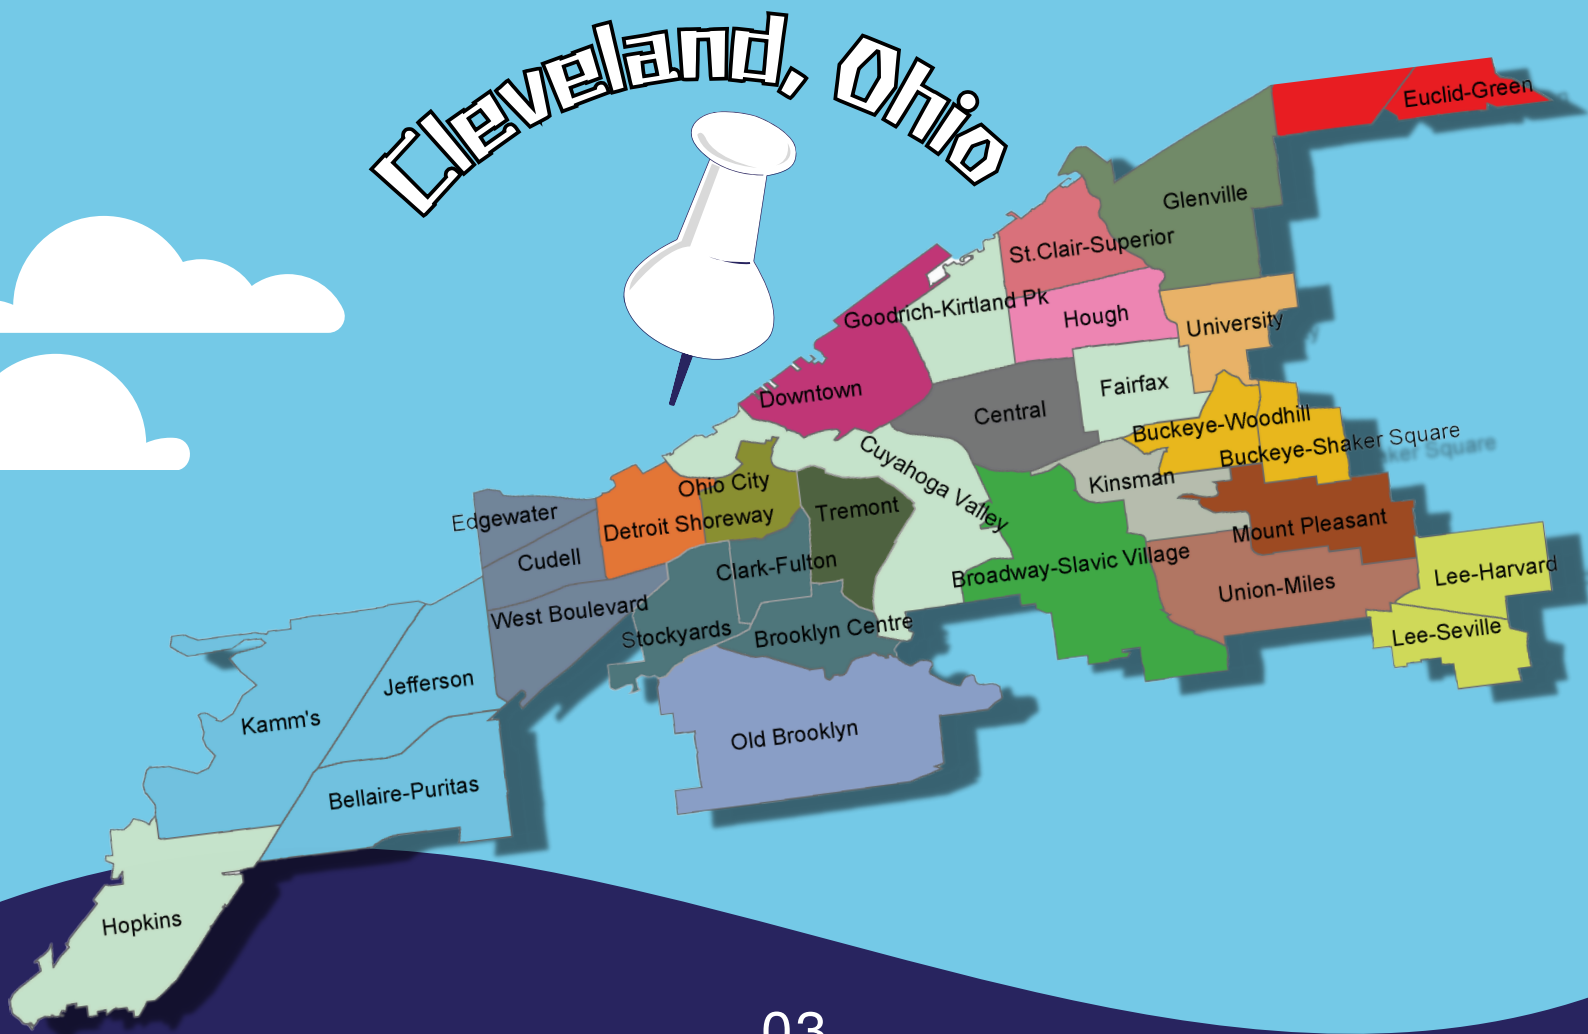 Cleveland, Ohio
Euclid-Green
Glenville
St.Clair-Superior
Goodrich-Kirtland Pk
Hough
University
Downtown
Central
Fairfax
Buckeye-Woodhill
Buckeye-Shaker Square
Cuyahoga Valley
Kinsman
Ohio City
Tremont
Edgewater
Detroit Shoreway
Mount Pleasant
Cudell
Clark-Fulton
Broadway-Slavic Village
Lee-Harvard
Union-Miles
West Boulevard
Stockyards
Brooklyn Centre
Lee-Seville
Jefferson
Kamm's
Old Brooklyn
Bellaire-Puritas
Hopkins
03